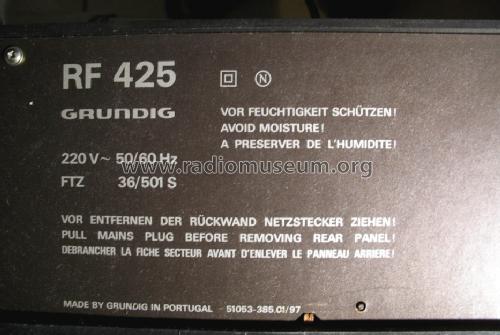 RF 425
GRUNDIG
VOR FEUCHTIGKEIT SCHÜTZEN!
AVOID MOISTURE!
A PRESERVER DE L'HUMIDITE!
220 V~ 50/60 Hz
FTZ 36/501 S
www.radiomuseum.org
VOR ENTFERNEN DER RÜCKWAND NETZSTECKER ZIEHEN!
PULL MAINS PLUG BEFORE REMOVING REAR PANEL!
DEBRANCHER LA FICHE SECTEUR AVANT D'ENLEVER LE PANNEAU ARRIERE!
MADE BY GRUNDIG IN PORTUGAL - 51053-385.01/97